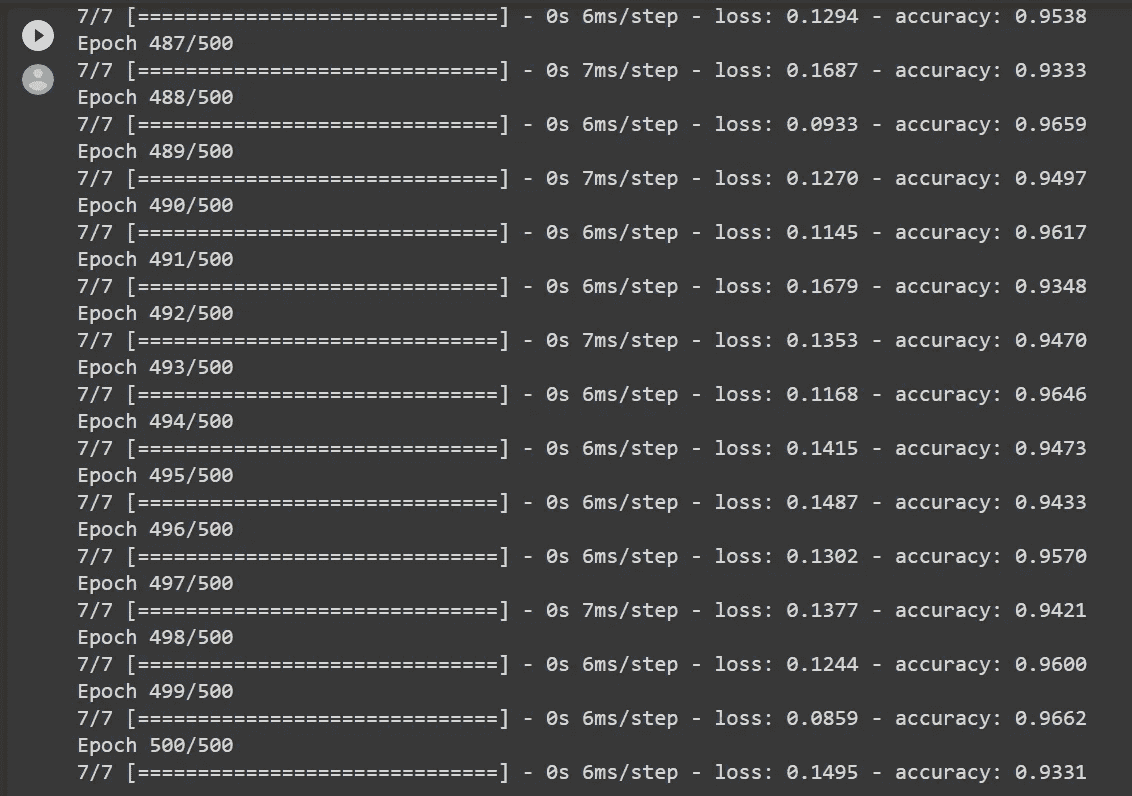 7/7 [==============================] - 0s 6ms/step - loss: 0.1294 - accuracy: 0.9538
Epoch 487/500
7/7 [==============================] - 0s 7ms/step - loss: 0.1687 - accuracy: 0.9333
Epoch 488/500
7/7 [==============================] - 0s 6ms/step - loss: 0.0933 - accuracy: 0.9659
Epoch 489/500
7/7 [==============================] - 0s 7ms/step - loss: 0.1270 - accuracy: 0.9497
Epoch 490/500
7/7 [==============================] - 0s 6ms/step - loss: 0.1145 - accuracy: 0.9617
Epoch 491/500
7/7 [==============================] - 0s 6ms/step - loss: 0.1679 - accuracy: 0.9348
Epoch 492/500
7/7 [==============================] - 0s 7ms/step - loss: 0.1353 - accuracy: 0.9470
Epoch 493/500
7/7 [==============================] - 0s 6ms/step - loss: 0.1168 - accuracy: 0.9646
Epoch 494/500
7/7 [==============================] - 0s 6ms/step - loss: 0.1415 - accuracy: 0.9473
Epoch 495/500
7/7 [==============================] - 0s 6ms/step - loss: 0.1487 - accuracy: 0.9433
Epoch 496/500
7/7 [==============================] - 0s 6ms/step - loss: 0.1302 - accuracy: 0.9570
Epoch 497/500
7/7 [==============================] - 0s 7ms/step - loss: 0.1377 - accuracy: 0.9421
Epoch 498/500
7/7 [==============================] - 0s 6ms/step - loss: 0.1244 - accuracy: 0.9600
Epoch 499/500
7/7 [==============================] - 0s 6ms/step - loss: 0.0859 - accuracy: 0.9662
Epoch 500/500
7/7 [==============================] - 0s 6ms/step - loss: 0.1495 - accuracy: 0.9331